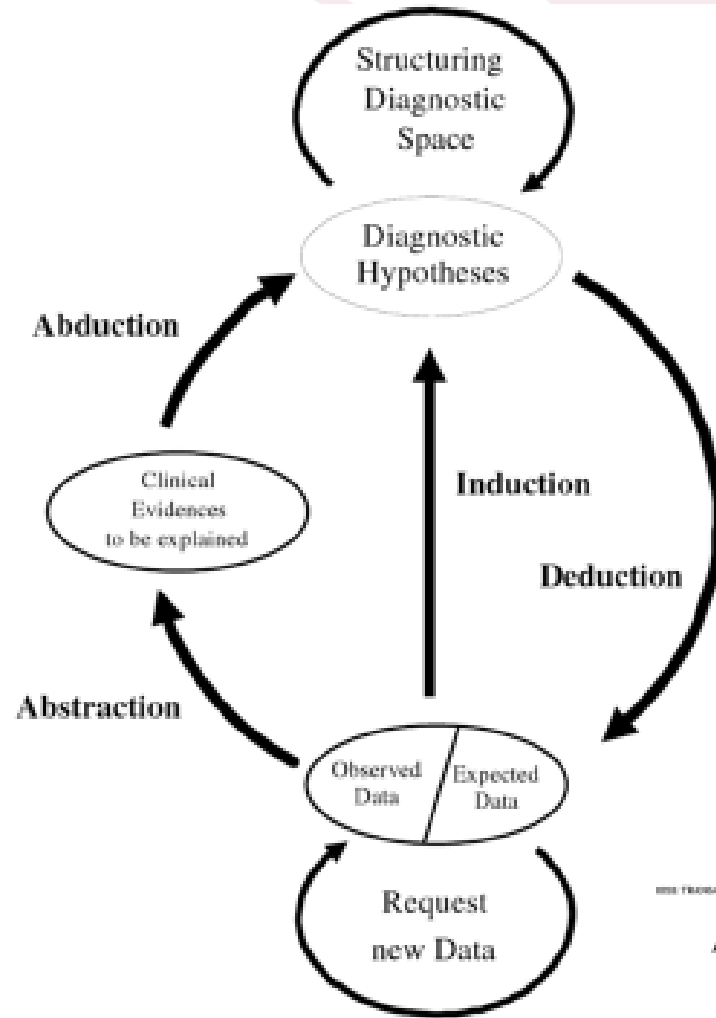 Structuring
Diagnostic
Space
Diagnostic
Hypotheses
Abduction
Clinical
Evidences
to be explained
Induction
Deduction
Abstraction
Observed
Data
Expected
Data
Request
new Data